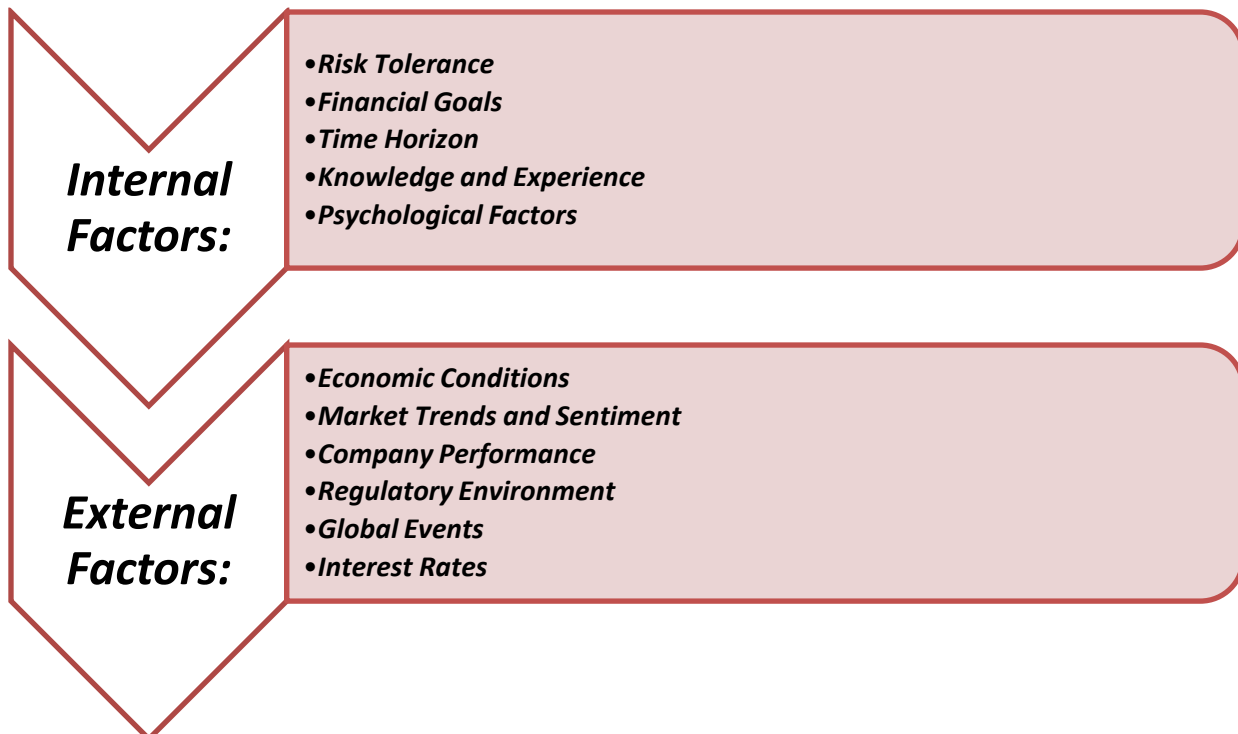 Internal
Factors:
•Risk Tolerance
•Financial Goals
•Time Horizon
•Knowledge and Experience
•Psychological Factors
External
Factors:
•Economic Conditions
•Market Trends and Sentiment
•Company Performance
•Regulatory Environment
•Global Events
•Interest Rates